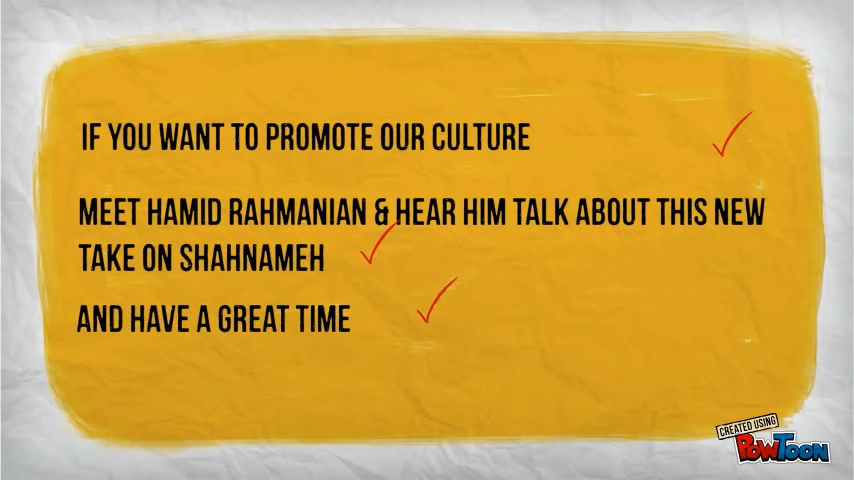 IF YOU WANT TO PROMOTE OUR CULTURE
MEET HAMID RAHMANIAN & HEAR HIM TALK ABOUT THIS NEW
TAKE ON SHAHNAMEH
AND HAVE A GREAT TIME
CREATED USING
POWTOON